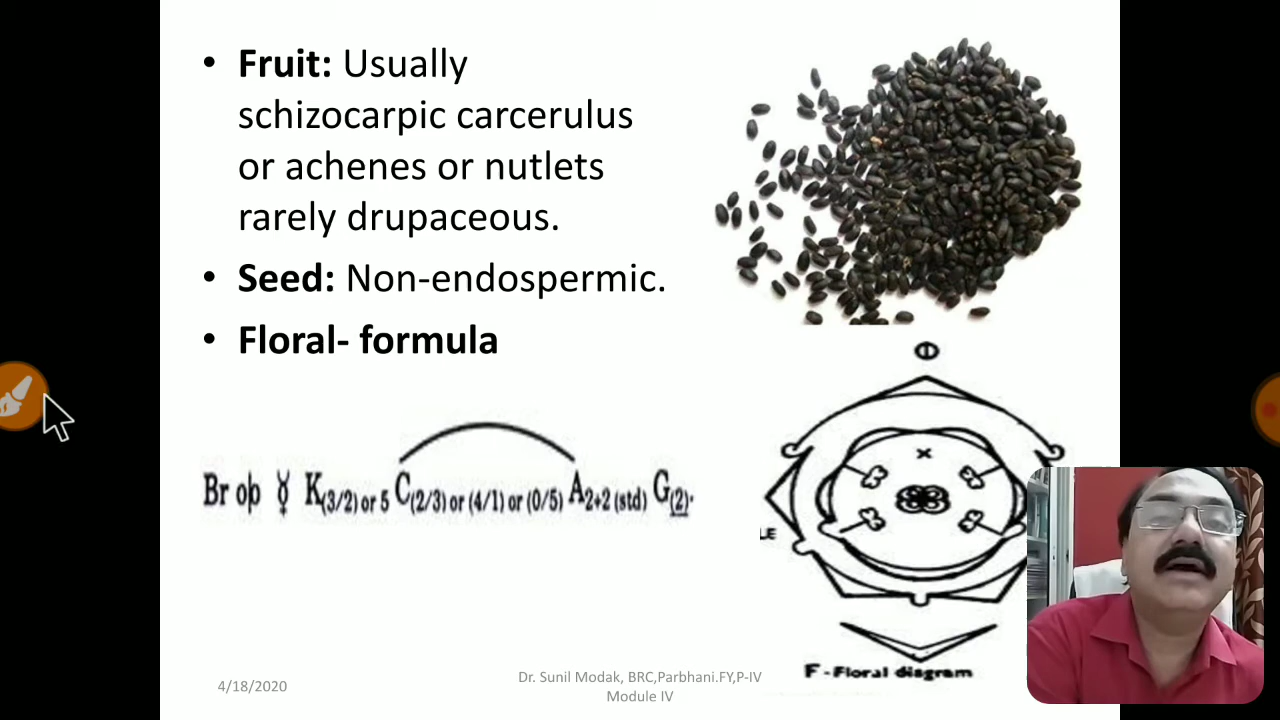 • Fruit: Usually
schizocarpic carcerulus
or achenes or nutlets
rarely drupaceous.
• Seed: Non-endospermic.
• Floral- formula
Br ⚥ K(3/2) or 5 C(2/3) or (4/1) or (0/5) A2+2 (std) G(2).
LE
F - Floral diagram
4/18/2020
Dr. Sunil Modak, BRC,Parbhani.FY,P-IV
Module IV